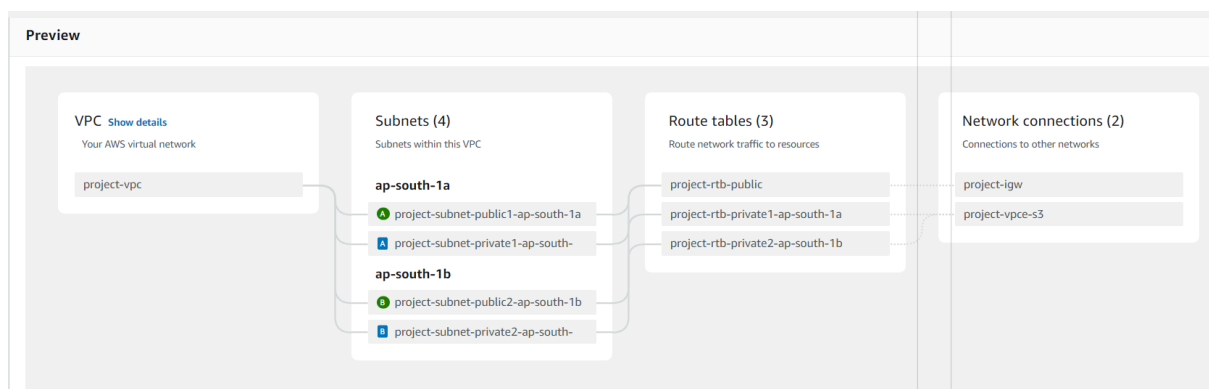 Preview
VPC Show details
Your AWS virtual network
project-vpc
Subnets (4)
Subnets within this VPC
ap-south-1a
A project-subnet-public1-ap-south-1a
A project-subnet-private1-ap-south-
ap-south-1b
B project-subnet-public2-ap-south-1b
B project-subnet-private2-ap-south-
Route tables (3)
Route network traffic to resources
project-rtb-public
project-rtb-private1-ap-south-1a
project-rtb-private2-ap-south-1b
Network connections (2)
Connections to other networks
project-igw
project-vpce-s3